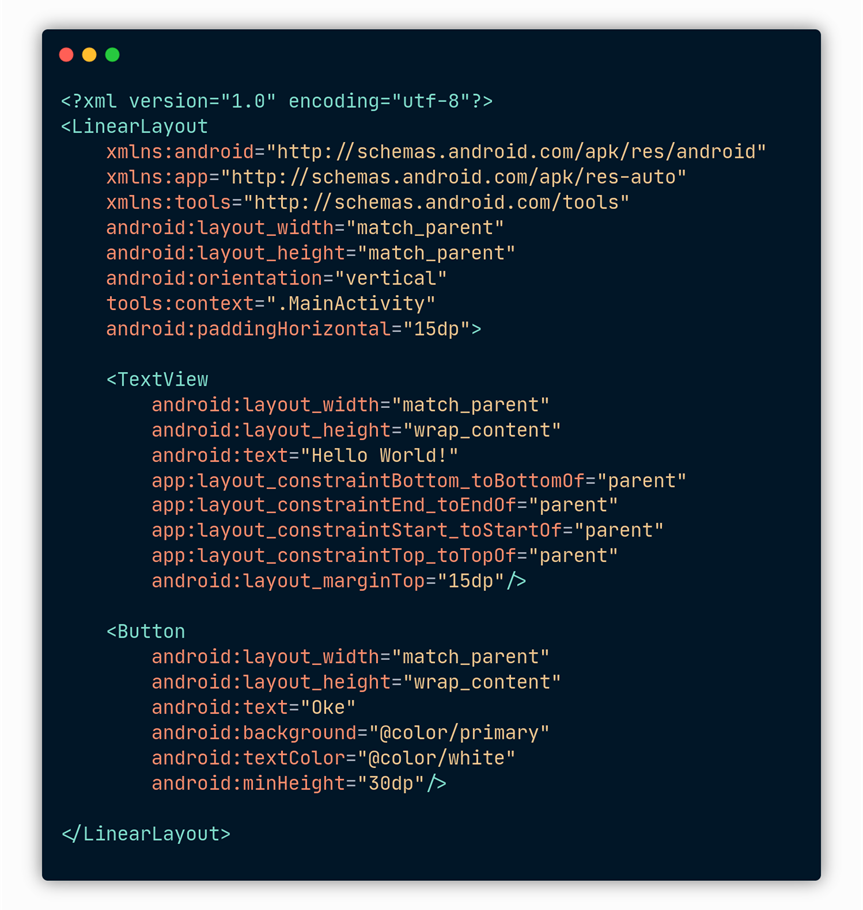 <?xml version="1.0" encoding="utf-8"?>
<LinearLayout
    xmlns:android="http://schemas.android.com/apk/res/android"
    xmlns:app="http://schemas.android.com/apk/res-auto"
    xmlns:tools="http://schemas.android.com/tools"
    android:layout_width="match_parent"
    android:layout_height="match_parent"
    android:orientation="vertical"
    tools:context=".MainActivity"
    android:paddingHorizontal="15dp">

    <TextView
        android:layout_width="match_parent"
        android:layout_height="wrap_content"
        android:text="Hello World!"
        app:layout_constraintBottom_toBottomOf="parent"
        app:layout_constraintEnd_toEndOf="parent"
        app:layout_constraintStart_toStartOf="parent"
        app:layout_constraintTop_toTopOf="parent"
        android:layout_marginTop="15dp"/>

    <Button
        android:layout_width="match_parent"
        android:layout_height="wrap_content"
        android:text="Oke"
        android:background="@color/primary"
        android:textColor="@color/white"
        android:minHeight="30dp"/>

</LinearLayout>